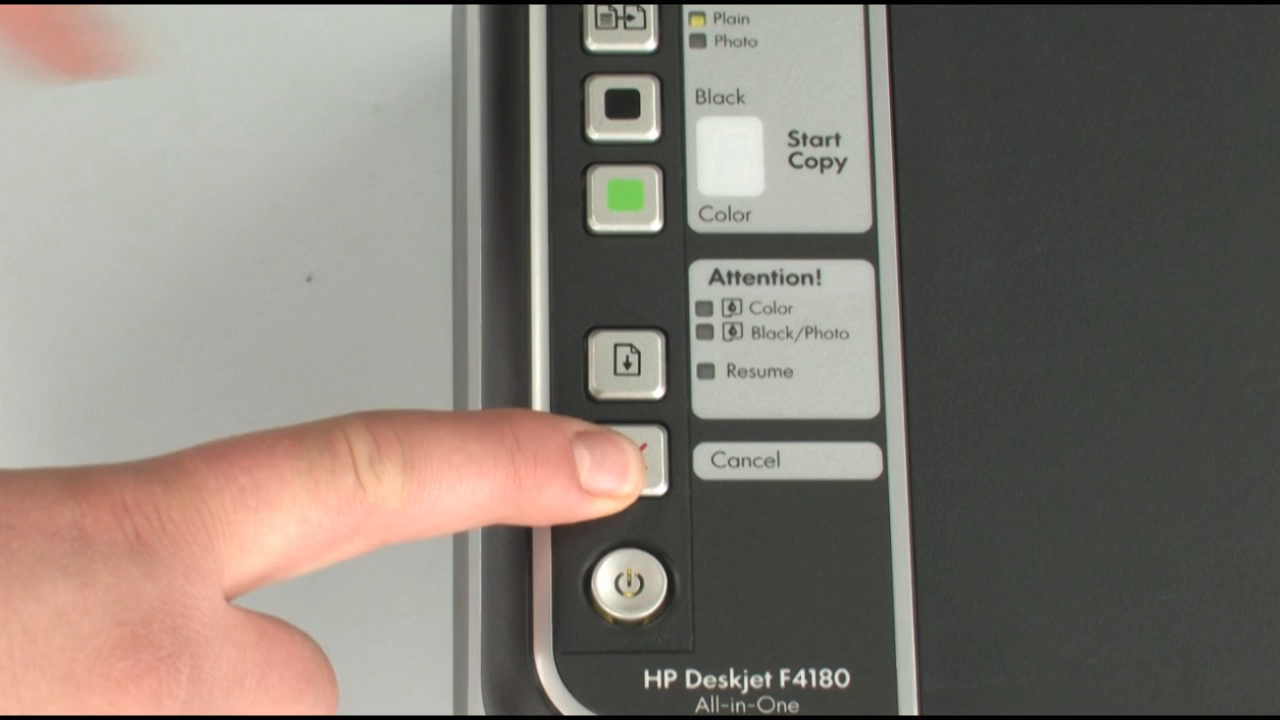 Plain
Photo
Black
Start
Copy
Color
Attention!
Color
Black/Photo
Resume
Cancel
HP Deskjet F4180
All-in-One